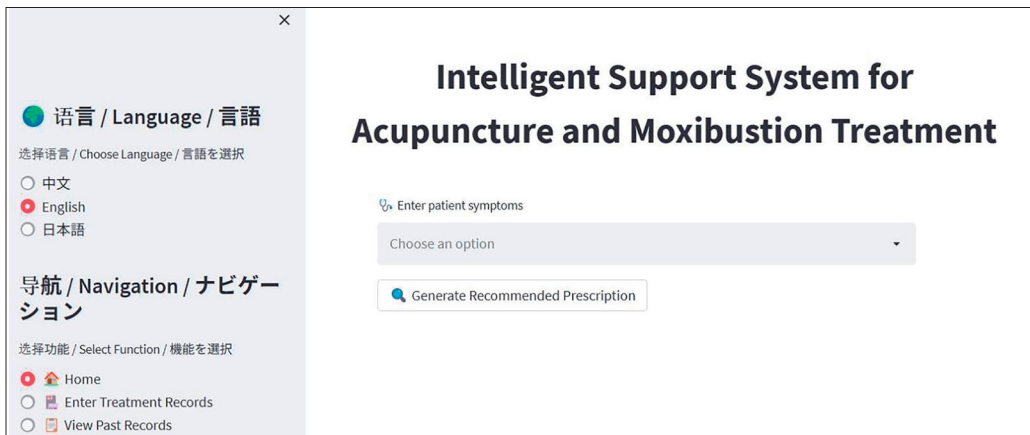 ×
语言 / Language / 言語
选择语言 / Choose Language / 言語を選択
中文
English
日本語
导航 / Navigation / ナビゲー
ション
选择功能 / Select Function / 機能を選択
Home
Enter Treatment Records
View Past Records
Intelligent Support System for
Acupuncture and Moxibustion Treatment
Enter patient symptoms
Choose an option
Generate Recommended Prescription